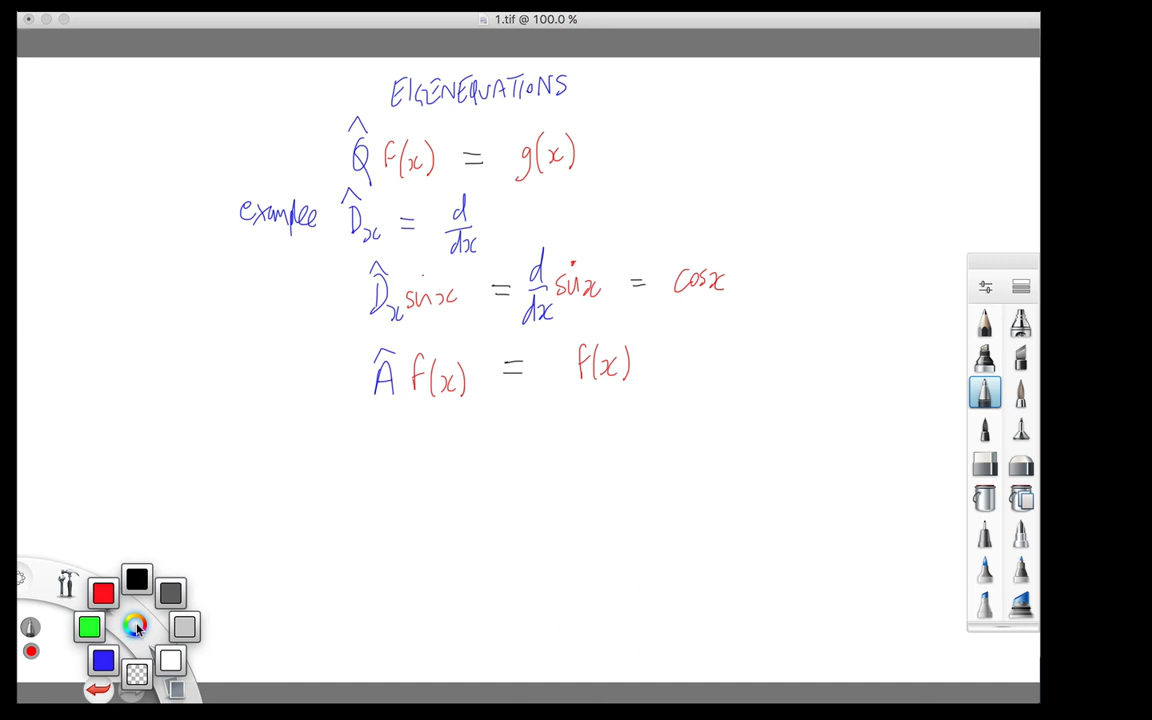 1.tif @ 100.0 %
EIGENEQUATIONS
Q̂ f(x) = g(x)
example D̂ₓ = d/dx
D̂ₓ sinx = d/dx sinx = cosx
Â f(x) = f(x)